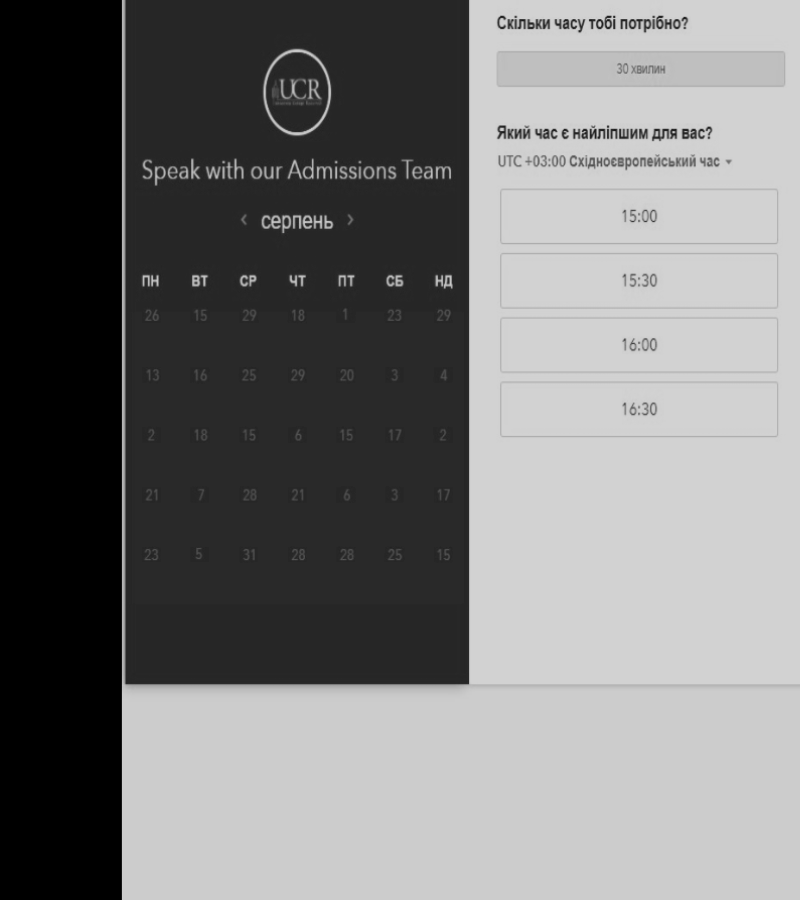 UCR
Speak with our Admissions Team
серпень
ПН ВТ СР ЧТ ПТ СБ НД
26 15 29 18 1 23 29
13 16 25 29 20 3 4
2 18 15 6 15 17 2
21 7 28 21 6 3 17
23 5 31 28 28 25 15
Скільки часу тобі потрібно?
30 хвилин
Який час є найліпшим для вас?
UTC +03:00 Східноєвропейський час
15:00
15:30
16:00
16:30